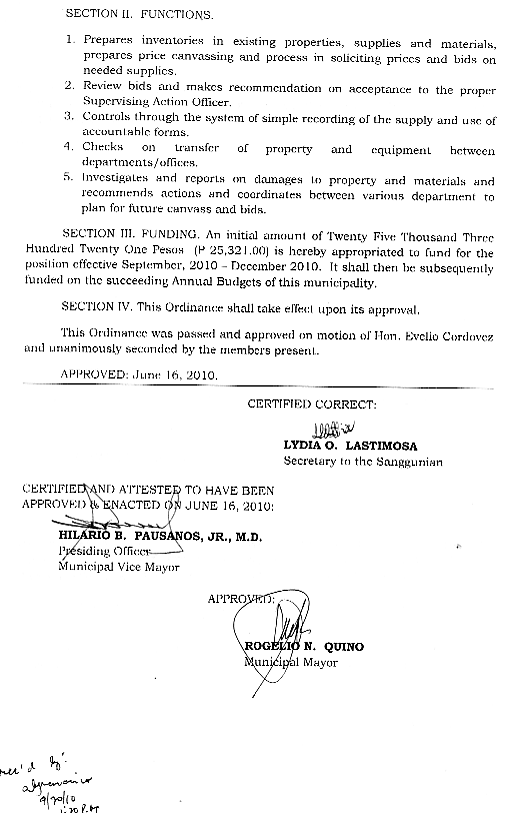 SECTION II. FUNCTIONS.
1. Prepares inventories in existing properties, supplies and materials,
prepares price canvassing and process in soliciting prices and bids on
needed supplies.
2. Review bids and makes recommendation on acceptance to the proper
Supervising Action Officer.
3. Controls through the system of simple recording of the supply and use of
accountable forms.
4. Checks on transfer of property and equipment between
departments/offices.
5. Investigates and reports on damages to property and materials and
recommends actions and coordinates between various department to
plan for future canvass and bids.
SECTION III. FUNDING. An initial amount of Twenty Five Thousand Three
Hundred Twenty One Pesos (P 25,321.00) is hereby appropriated to fund for the
position effective September, 2010 – December 2010. It shall then be subsequently
funded on the succeeding Annual Budgets of this municipality.
SECTION IV. This Ordinance shall take effect upon its approval.
This Ordinance was passed and approved on motion of Hon. Evelio Cordovez
and unanimously seconded by the members present.
APPROVED: June 16, 2010.
CERTIFIED CORRECT:
LYDIA O. LASTIMOSA
Secretary to the Sanggunian
CERTIFIED AND ATTESTED TO HAVE BEEN
APPROVED & ENACTED ON JUNE 16, 2010:
HILARIO B. PAUSANOS, JR., M.D.
Presiding Officer
Municipal Vice Mayor
APPROVED:
ROGELIO N. QUINO
Municipal Mayor
by:
9/20/10